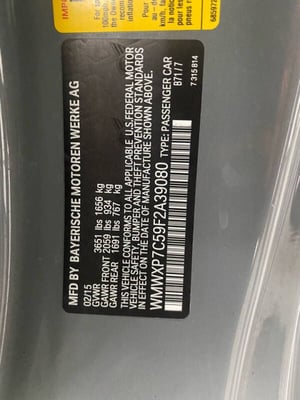 MFD BY BAYERISCHE MOTOREN WERKE AG
02/15
GVWR 3651 lbs 1656 kg
GAWR FRONT 2059 lbs 934 kg
GAWR REAR 1691 lbs 767 kg
THIS VEHICLE CONFORMS TO ALL APPLICABLE U.S.FEDERAL MOTOR
VEHICLE SAFETY, BUMPER AND THEFT PREVENTION STANDARDS
IN EFFECT ON THE DATE OF MANUFACTURE SHOWN ABOVE.
WMWXP7C59F2A39080 TYPE: PASSENGER CAR
B71/7
7 315 814